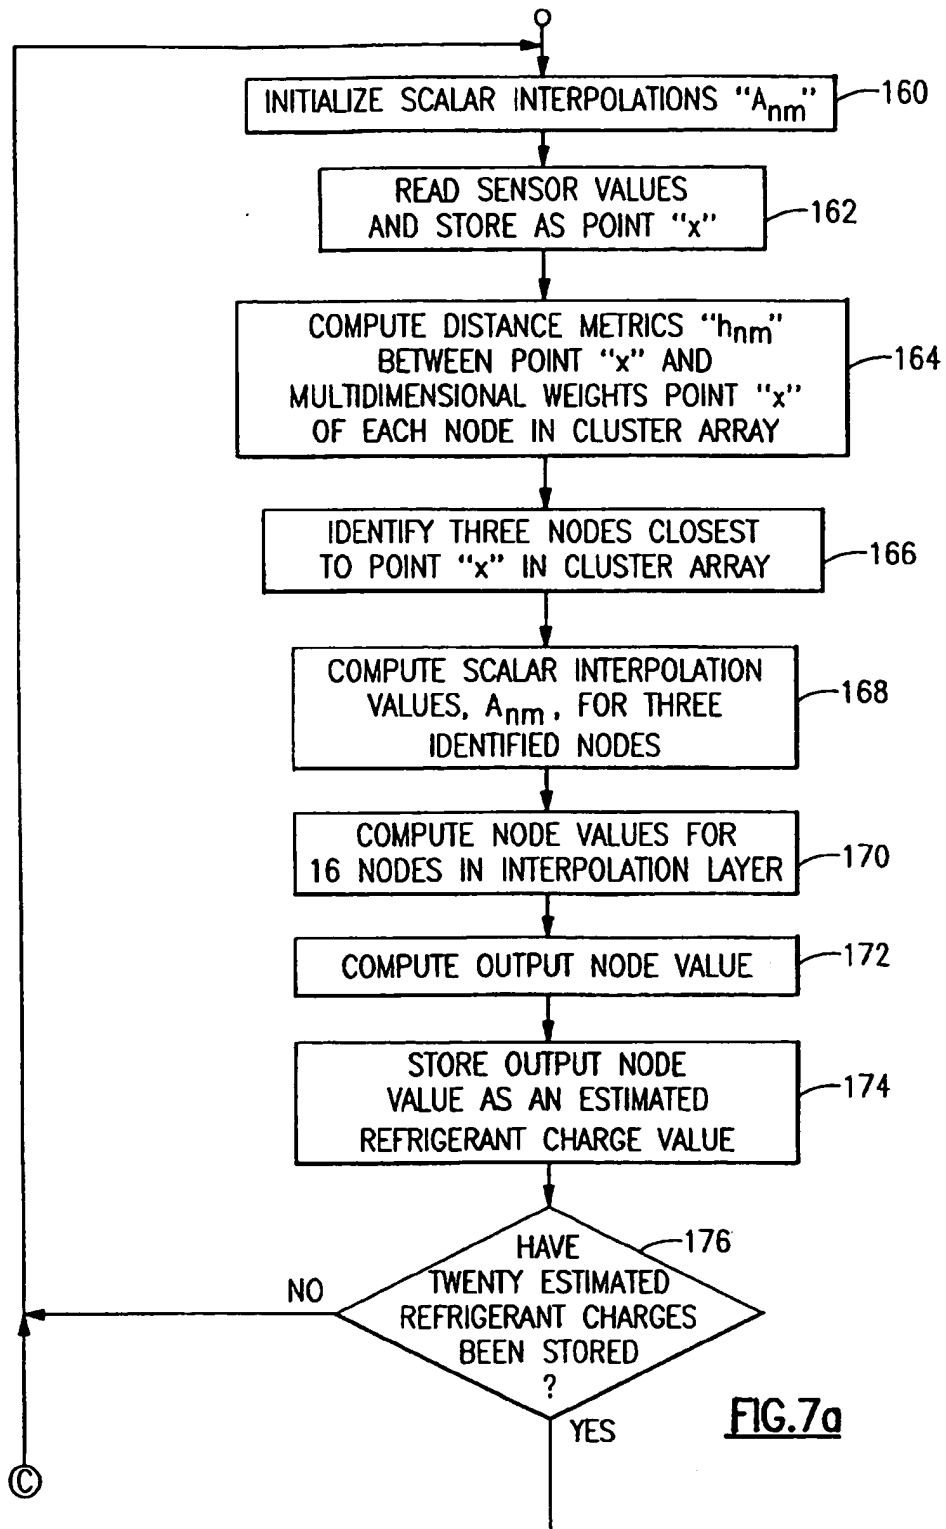 INITIALIZE SCALAR INTERPOLATIONS "Anm"
160
READ SENSOR VALUES
AND STORE AS POINT "x"
162
COMPUTE DISTANCE METRICS "hnm"
BETWEEN POINT "x" AND
MULTIDIMENSIONAL WEIGHTS POINT "x"
OF EACH NODE IN CLUSTER ARRAY
164
IDENTIFY THREE NODES CLOSEST
TO POINT "x" IN CLUSTER ARRAY
166
COMPUTE SCALAR INTERPOLATION
VALUES, Anm, FOR THREE
IDENTIFIED NODES
168
COMPUTE NODE VALUES FOR
16 NODES IN INTERPOLATION LAYER
170
COMPUTE OUTPUT NODE VALUE
172
STORE OUTPUT NODE
VALUE AS AN ESTIMATED
REFRIGERANT CHARGE VALUE
174
HAVE
TWENTY ESTIMATED
REFRIGERANT CHARGES
BEEN STORED
?
176
NO
YES
C
FIG.7a